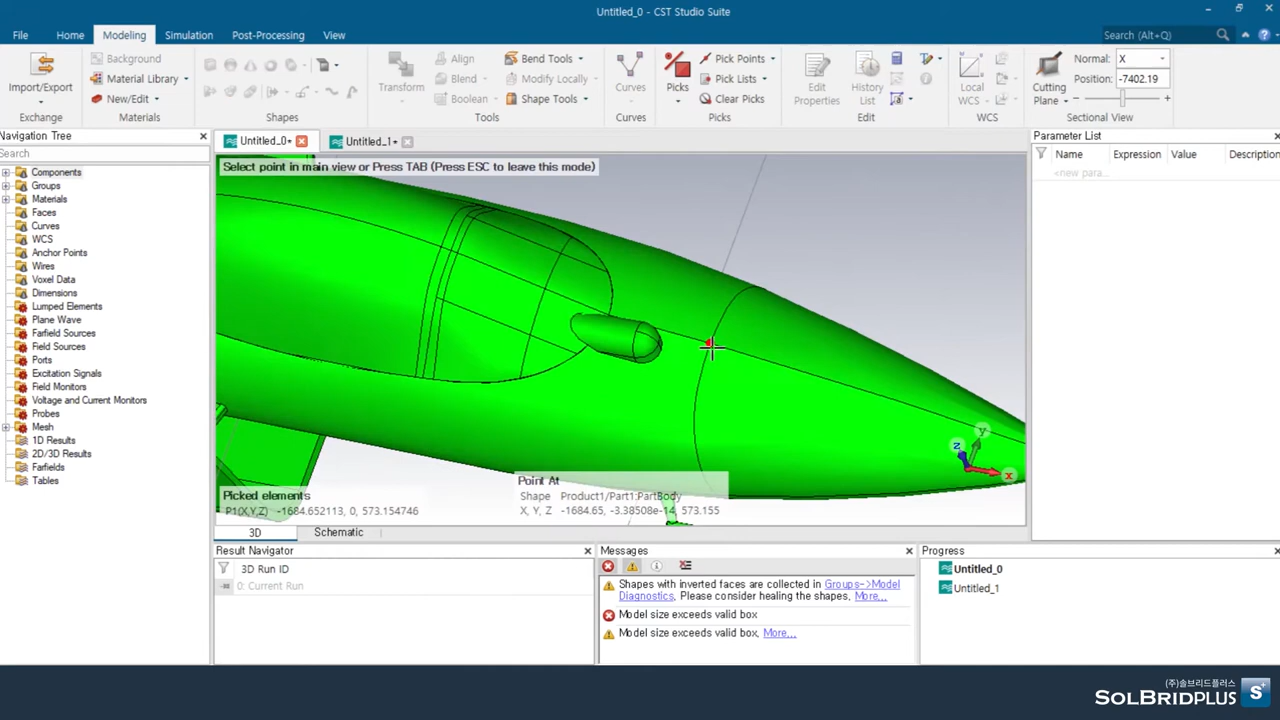 Untitled_0 - CST Studio Suite
File Home Modeling Simulation Post-Processing View Search (Alt+Q)
Import/Export
Exchange
Background
Material Library
New/Edit
Materials
Shapes
Transform
Align
Blend
Boolean
Bend Tools
Modify Locally
Shape Tools
Tools
Curves
Curves
Picks
Pick Points
Pick Lists
Clear Picks
Picks
Edit Properties
History List
Edit
Local WCS
WCS
Cutting Plane
Normal: X
Position: -7402.19
Sectional View
Navigation Tree
Search
Components
Groups
Materials
Faces
Curves
WCS
Anchor Points
Wires
Voxel Data
Dimensions
Lumped Elements
Plane Wave
Farfield Sources
Field Sources
Ports
Excitation Signals
Field Monitors
Voltage and Current Monitors
Probes
Mesh
1D Results
2D/3D Results
Farfields
Tables
Untitled_0* Untitled_1*
Select point in main view or Press TAB (Press ESC to leave this mode)
y
z
x
Point At
Shape Product1/Part1:PartBody
X, Y, Z -1684.65, -3.38508e-14, 573.155
Picked elements
P1(X,Y,Z) -1684.652113, 0, 573.154746
3D Schematic
Parameter List
Name Expression Value Description
<new para...
Result Navigator
3D Run ID
0: Current Run
Messages
Shapes with inverted faces are collected in Groups->Model
Diagnostics, Please consider healing the shapes, More...
Model size exceeds valid box
Model size exceeds valid box, More...
Progress
Untitled_0
Untitled_1
(주)솔브리드플러스
SOLBRIDPLUS
S+